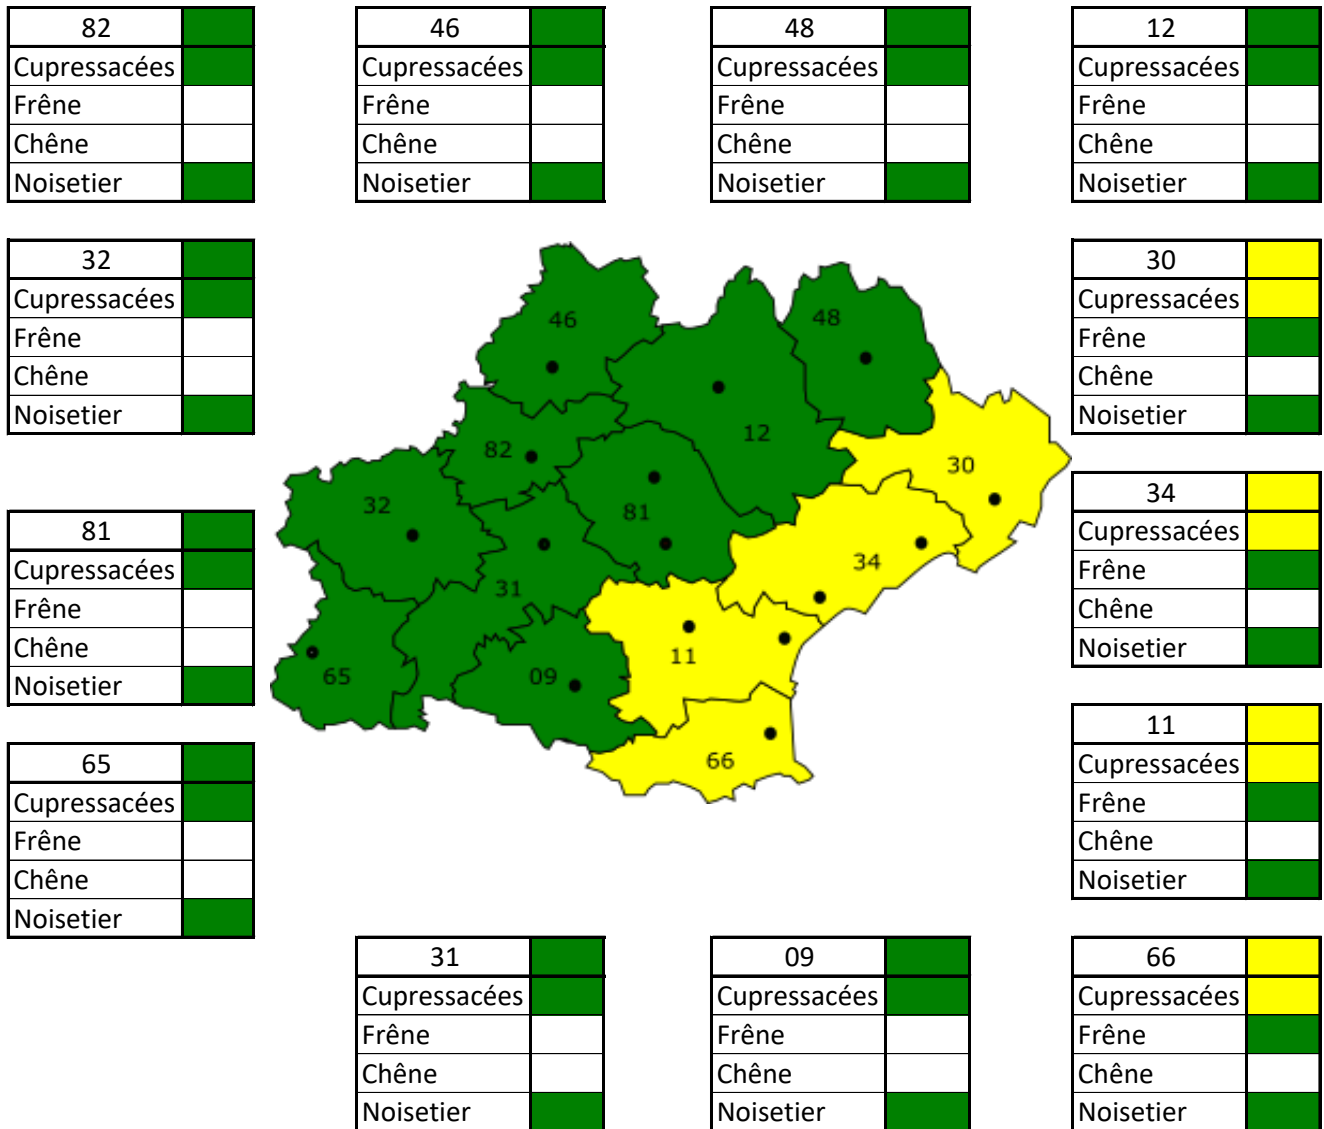 82
Cupressacées
Frêne
Chêne
Noisetier
46
Cupressacées
Frêne
Chêne
Noisetier
48
Cupressacées
Frêne
Chêne
Noisetier
12
Cupressacées
Frêne
Chêne
Noisetier
32
Cupressacées
Frêne
Chêne
Noisetier
81
Cupressacées
Frêne
Chêne
Noisetier
65
Cupressacées
Frêne
Chêne
Noisetier
46
48
12
82
30
32
81
34
31
11
65
09
66
30
Cupressacées
Frêne
Chêne
Noisetier
34
Cupressacées
Frêne
Chêne
Noisetier
11
Cupressacées
Frêne
Chêne
Noisetier
31
Cupressacées
Frêne
Chêne
Noisetier
09
Cupressacées
Frêne
Chêne
Noisetier
66
Cupressacées
Frêne
Chêne
Noisetier